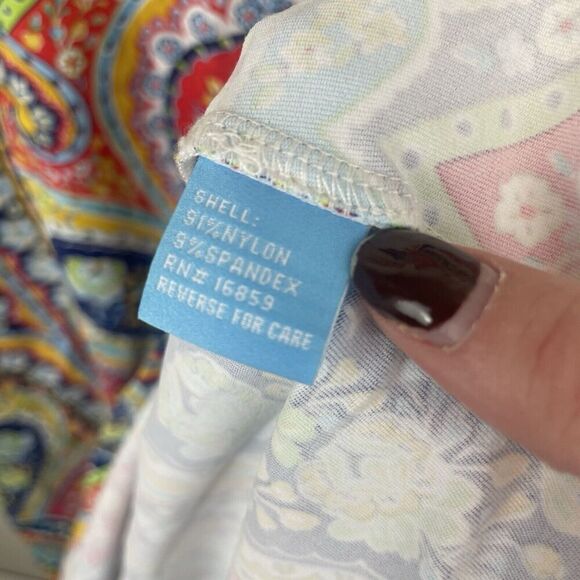 SHELL:
91%NYLON
9%SPANDEX
RN# 16859
REVERSE FOR CARE